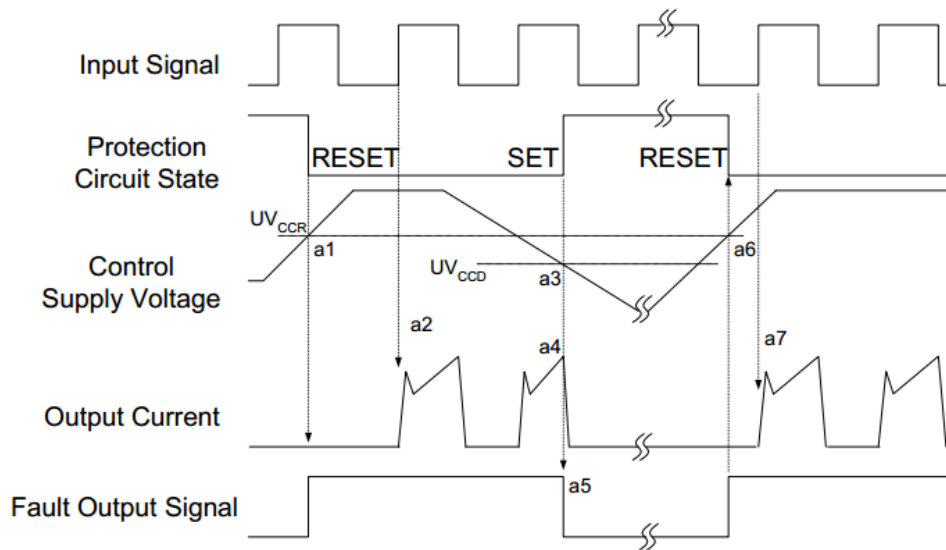 Input Signal
Protection
Circuit State
RESET
SET
RESET
UVCCR
a1
Control
Supply Voltage
UVCCD
a3
a6
a2
a4
a7
Output Current
a5
Fault Output Signal